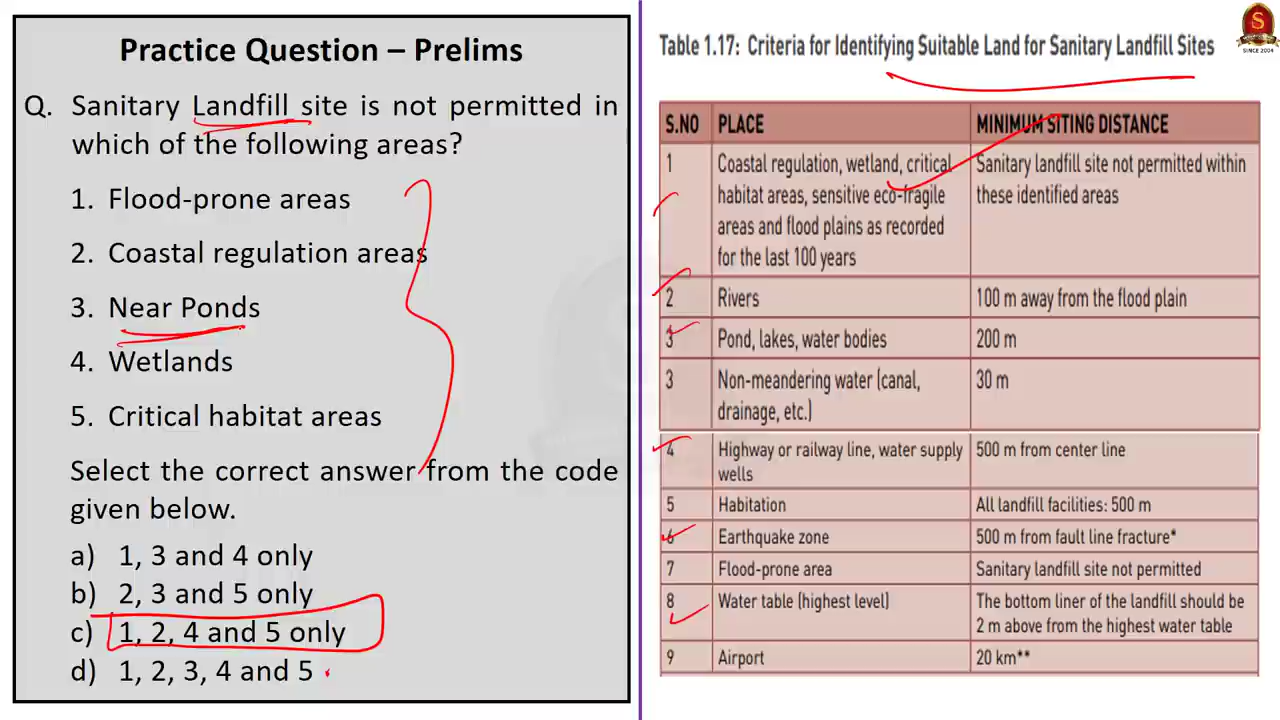 Practice Question – Prelims
Q. Sanitary Landfill site is not permitted in
which of the following areas?
1. Flood-prone areas
2. Coastal regulation areas
3. Near Ponds
4. Wetlands
5. Critical habitat areas
Select the correct answer from the code
given below.
a) 1, 3 and 4 only
b) 2, 3 and 5 only
c) 1, 2, 4 and 5 only
d) 1, 2, 3, 4 and 5
S
SINCE 2004
Table 1.17: Criteria for Identifying Suitable Land for Sanitary Landfill Sites
S.NO PLACE MINIMUM SITING DISTANCE
1 Coastal regulation, wetland, critical Sanitary landfill site not permitted within
habitat areas, sensitive eco-fragile these identified areas
areas and flood plains as recorded
for the last 100 years
2 Rivers 100 m away from the flood plain
3 Pond, lakes, water bodies 200 m
3 Non-meandering water (canal, 30 m
drainage, etc.)
4 Highway or railway line, water supply 500 m from center line
wells
5 Habitation All landfill facilities: 500 m
6 Earthquake zone 500 m from fault line fracture*
7 Flood-prone area Sanitary landfill site not permitted
8 Water table (highest level) The bottom liner of the landfill should be
2 m above from the highest water table
9 Airport 20 km**